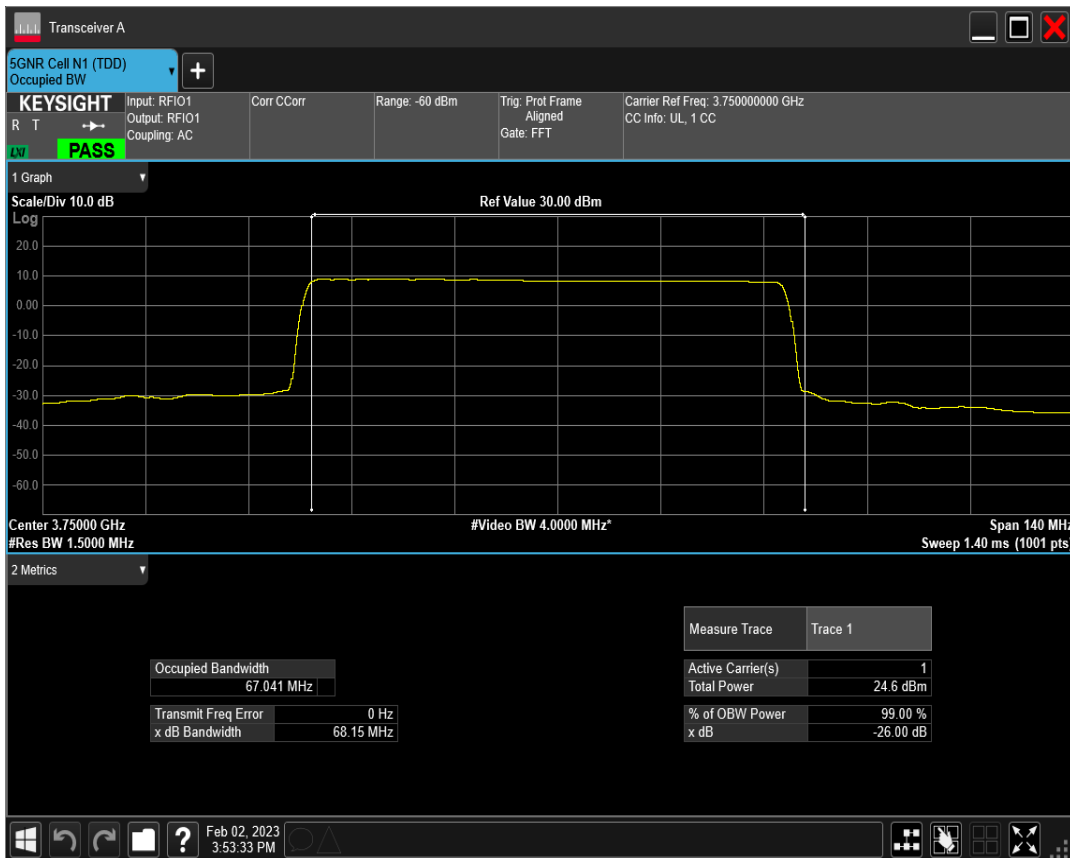 Transceiver A
5GNR Cell N1 (TDD)
Occupied BW
KEYSIGHT
R T
LXI
PASS
Input: RFIO1
Output: RFIO1
Coupling: AC
Corr CCorr
Range: -60 dBm
Trig: Prot Frame
Aligned
Gate: FFT
Carrier Ref Freq: 3.750000000 GHz
CC Info: UL, 1 CC
1 Graph
Scale/Div 10.0 dB
Ref Value 30.00 dBm
Log
20.0
10.0
0.00
-10.0
-20.0
-30.0
-40.0
-50.0
-60.0
Center 3.75000 GHz
#Video BW 4.0000 MHz*
Span 140 MHz
#Res BW 1.5000 MHz
Sweep 1.40 ms (1001 pts)
2 Metrics
Measure Trace Trace 1
Occupied Bandwidth
67.041 MHz
Active Carrier(s) 1
Total Power 24.6 dBm
Transmit Freq Error 0 Hz
x dB Bandwidth 68.15 MHz
% of OBW Power 99.00 %
x dB -26.00 dB
Feb 02, 2023
3:53:33 PM